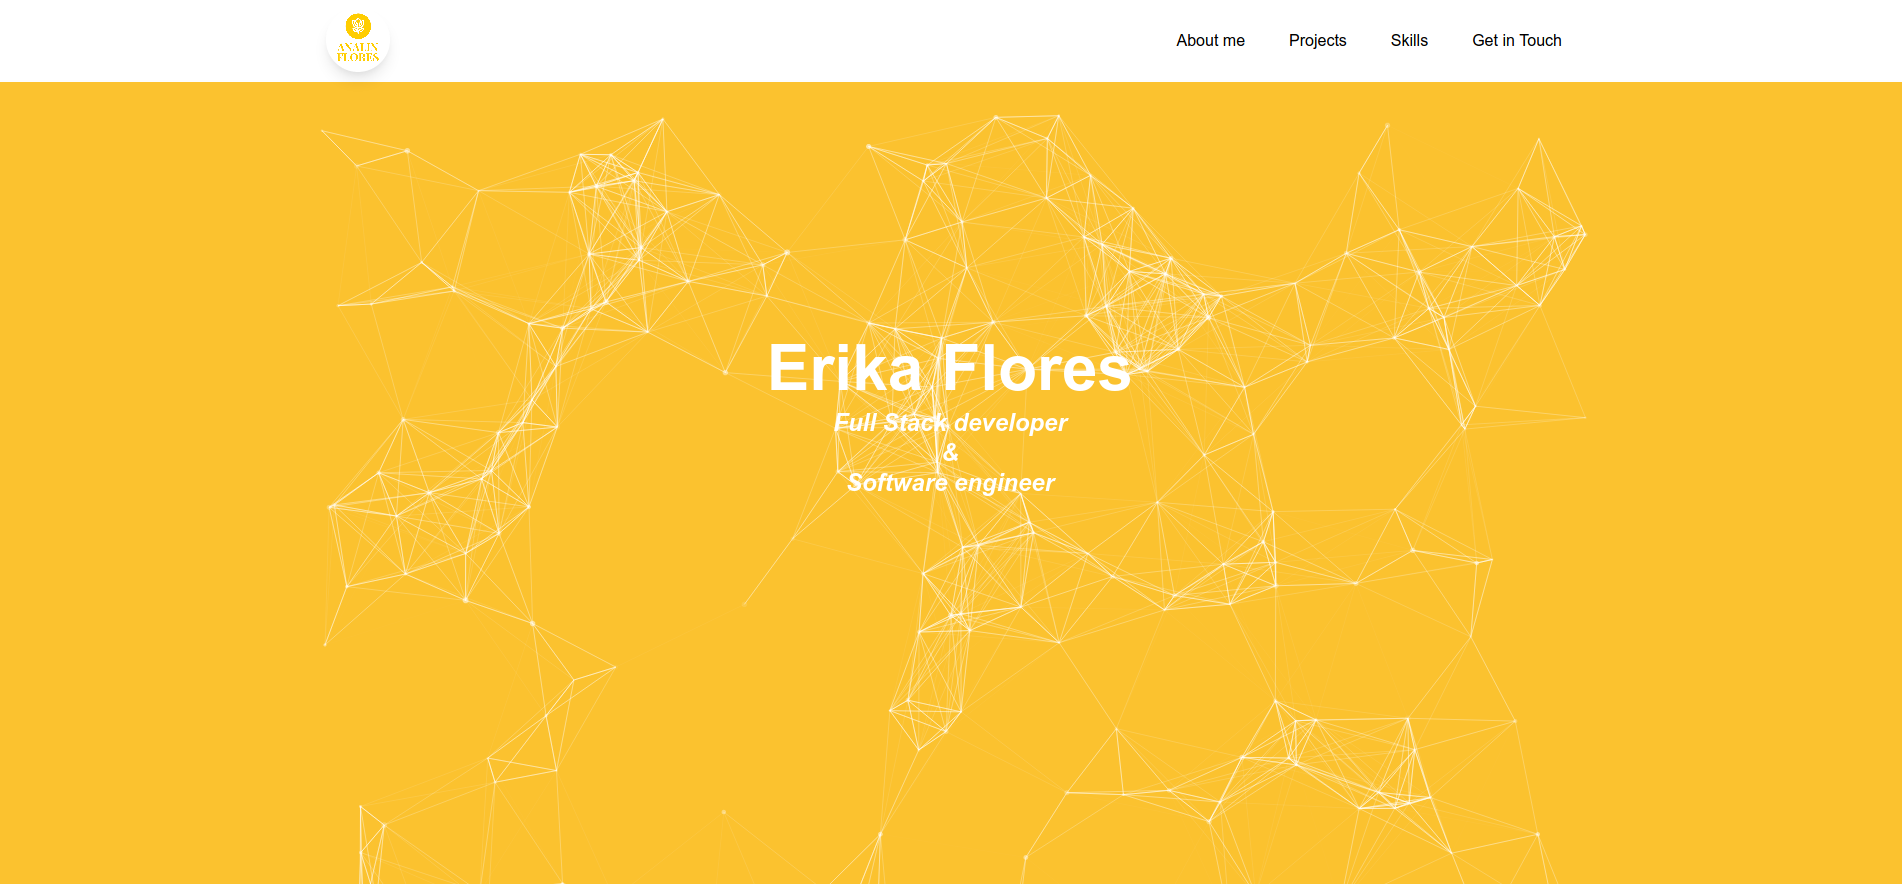 ANALIN
FLORES
About me
Projects
Skills
Get in Touch
Erika Flores
Full Stack developer
&
Software engineer